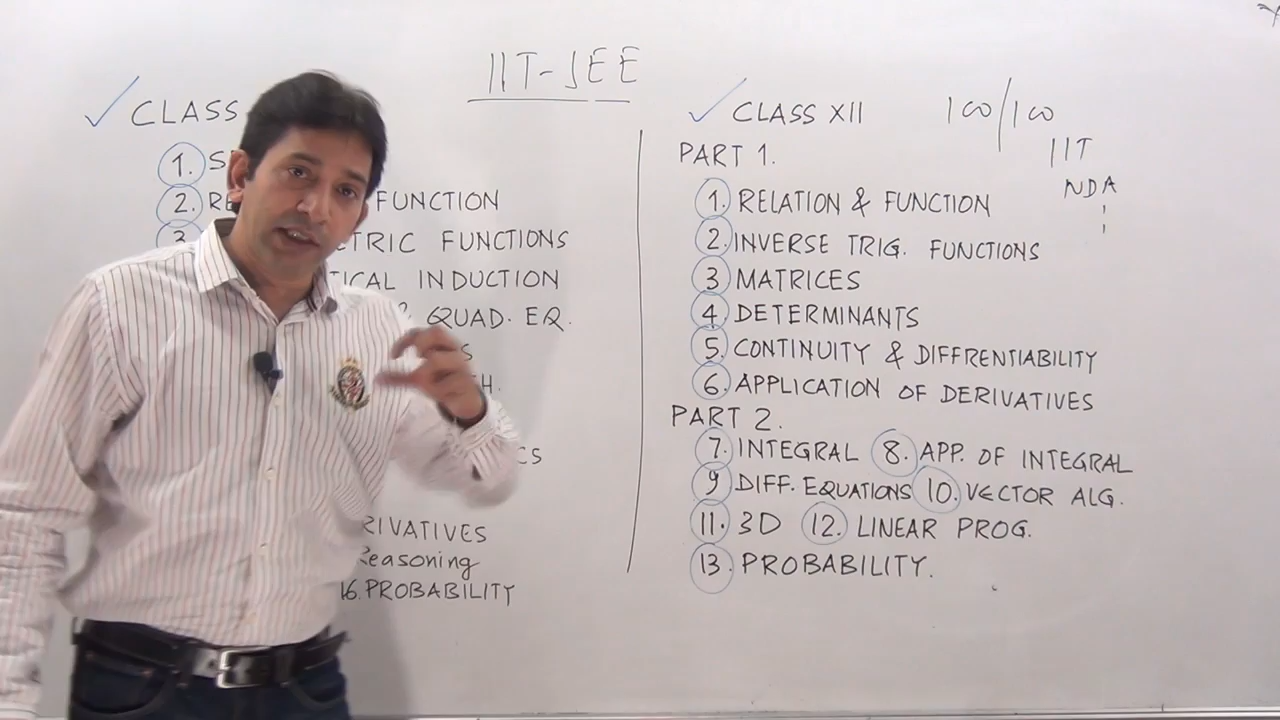 IIT-JEE
CLASS
1. S
2. RE FUNCTION
3 TRIC FUNCTIONS
TICAL INDUCTION
& QUAD. EQ.
S
H.
CS
RIVATIVES
Reasoning
16. PROBABILITY
CLASS XII
100/100
IIT
NDA
PART 1.
1. RELATION & FUNCTION
2. INVERSE TRIG. FUNCTIONS
3 MATRICES
4 DETERMINANTS
5. CONTINUITY & DIFFRENTIABILITY
6. APPLICATION OF DERIVATIVES
PART 2.
7. INTEGRAL 8. APP. OF INTEGRAL
9 DIFF. EQUATIONS 10. VECTOR ALG.
11. 3D 12. LINEAR PROG.
13. PROBABILITY.